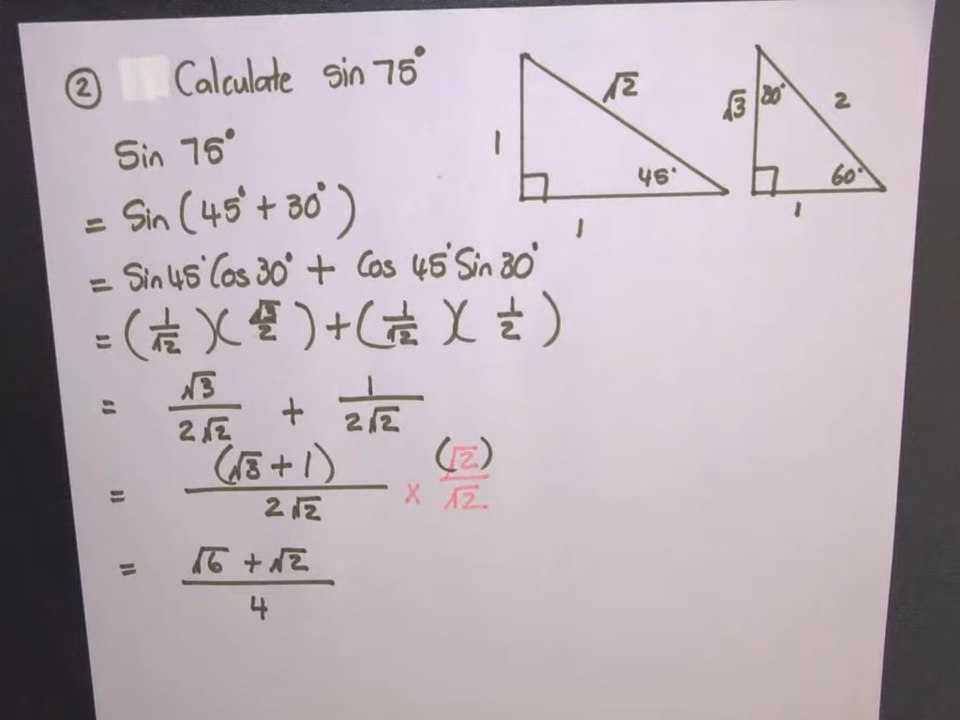 ② Calculate sin 75°
Sin 75°
= Sin (45° + 30°)
= Sin 45° Cos 30° + Cos 45° Sin 30°
= (1/√2)(√3/2) + (1/√2)(1/2)
= √3/2√2 + 1/2√2
= (√3 + 1)/2√2 × (√2)/√2
= √6 + √2/4
√2
1
45°
1
√3
30°
2
60°
1